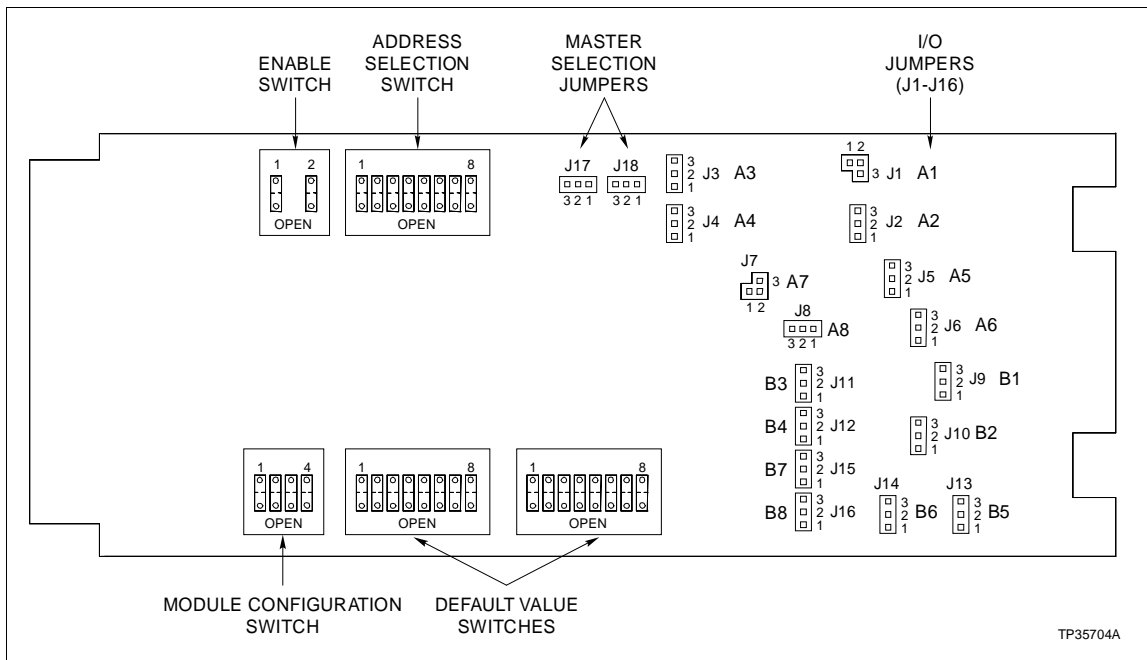 ENABLE
SWITCH
ADDRESS
SELECTION
SWITCH
MASTER
SELECTION
JUMPERS
I/O
JUMPERS
(J1-J16)
1 2
OPEN
1 8
OPEN
J17
3 2 1
J18
3 2 1
3
2
1
J3 A3
3
2
1
J4 A4
1 2
3
J1 A1
3
2
1
J2 A2
J7
3 A7
1 2
J8
A8
3 2 1
3
2
1
J5 A5
3
2
1
J6 A6
3
2
1
J9 B1
3
2
1
J10 B2
B3
3
2
1
J11
B4
3
2
1
J12
B7
3
2
1
J15
B8
3
2
1
J16
J14
3
2
1
B6
J13
3
2
1
B5
1 4
OPEN
1 8
OPEN
1 8
OPEN
MODULE CONFIGURATION
SWITCH
DEFAULT VALUE
SWITCHES
TP35704A